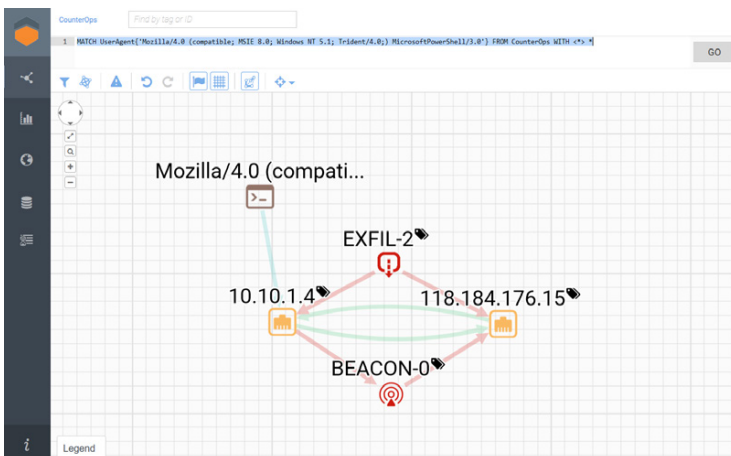 CounterOps
Find by tag or ID
1 MATCH UserAgent['Mozilla/4.0 (compatible; MSIE 8.0; Windows NT 5.1; Trident/4.0;) MicrosoftPowerShell/3.0'] FROM CounterOps WITH <*> *
GO
Mozilla/4.0 (compati...
EXFIL-2
10.10.1.4
118.184.176.15
BEACON-0
i
Legend